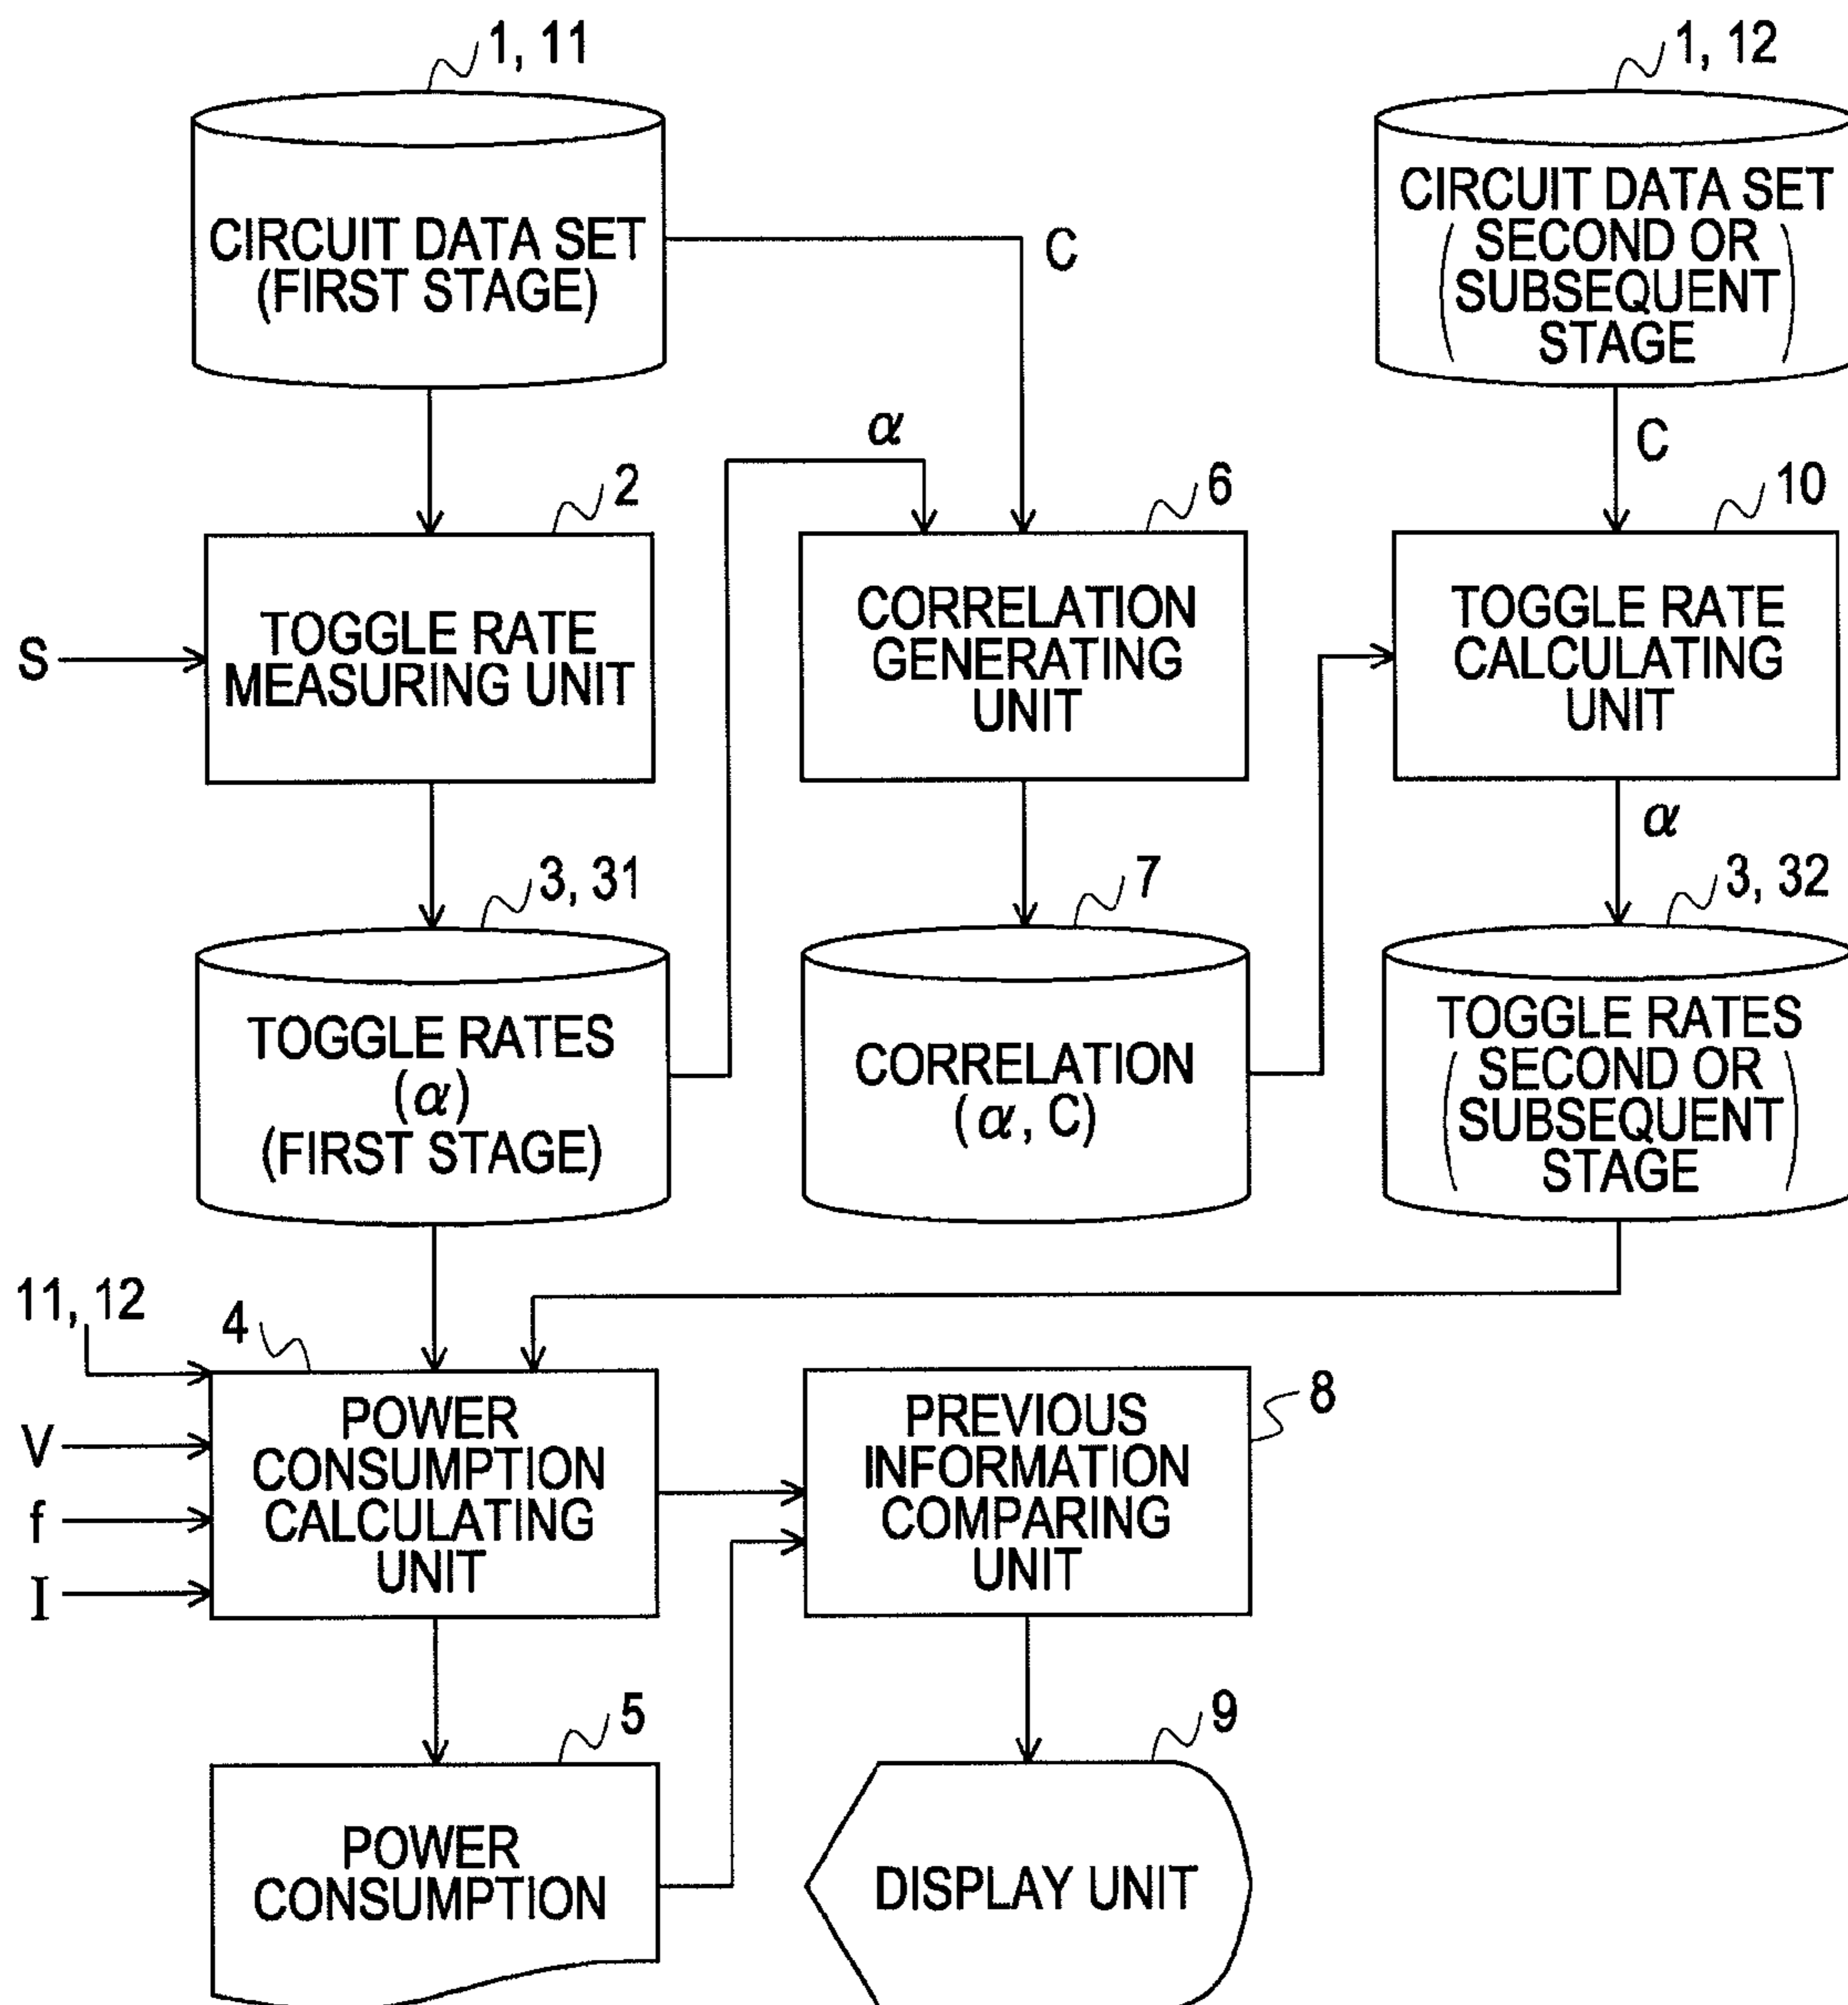 1, 11
CIRCUIT DATA SET
(FIRST STAGE)
1, 12
CIRCUIT DATA SET
(SECOND OR
SUBSEQUENT
STAGE)
C
α
C
2
S
TOGGLE RATE
MEASURING UNIT
6
CORRELATION
GENERATING
UNIT
10
TOGGLE RATE
CALCULATING
UNIT
α
3, 31
TOGGLE RATES
(α)
(FIRST STAGE)
7
CORRELATION
(α, C)
3, 32
TOGGLE RATES
(SECOND OR
SUBSEQUENT
STAGE)
11, 12
V
f
I
4
POWER
CONSUMPTION
CALCULATING
UNIT
8
PREVIOUS
INFORMATION
COMPARING
UNIT
5
POWER
CONSUMPTION
9
DISPLAY UNIT